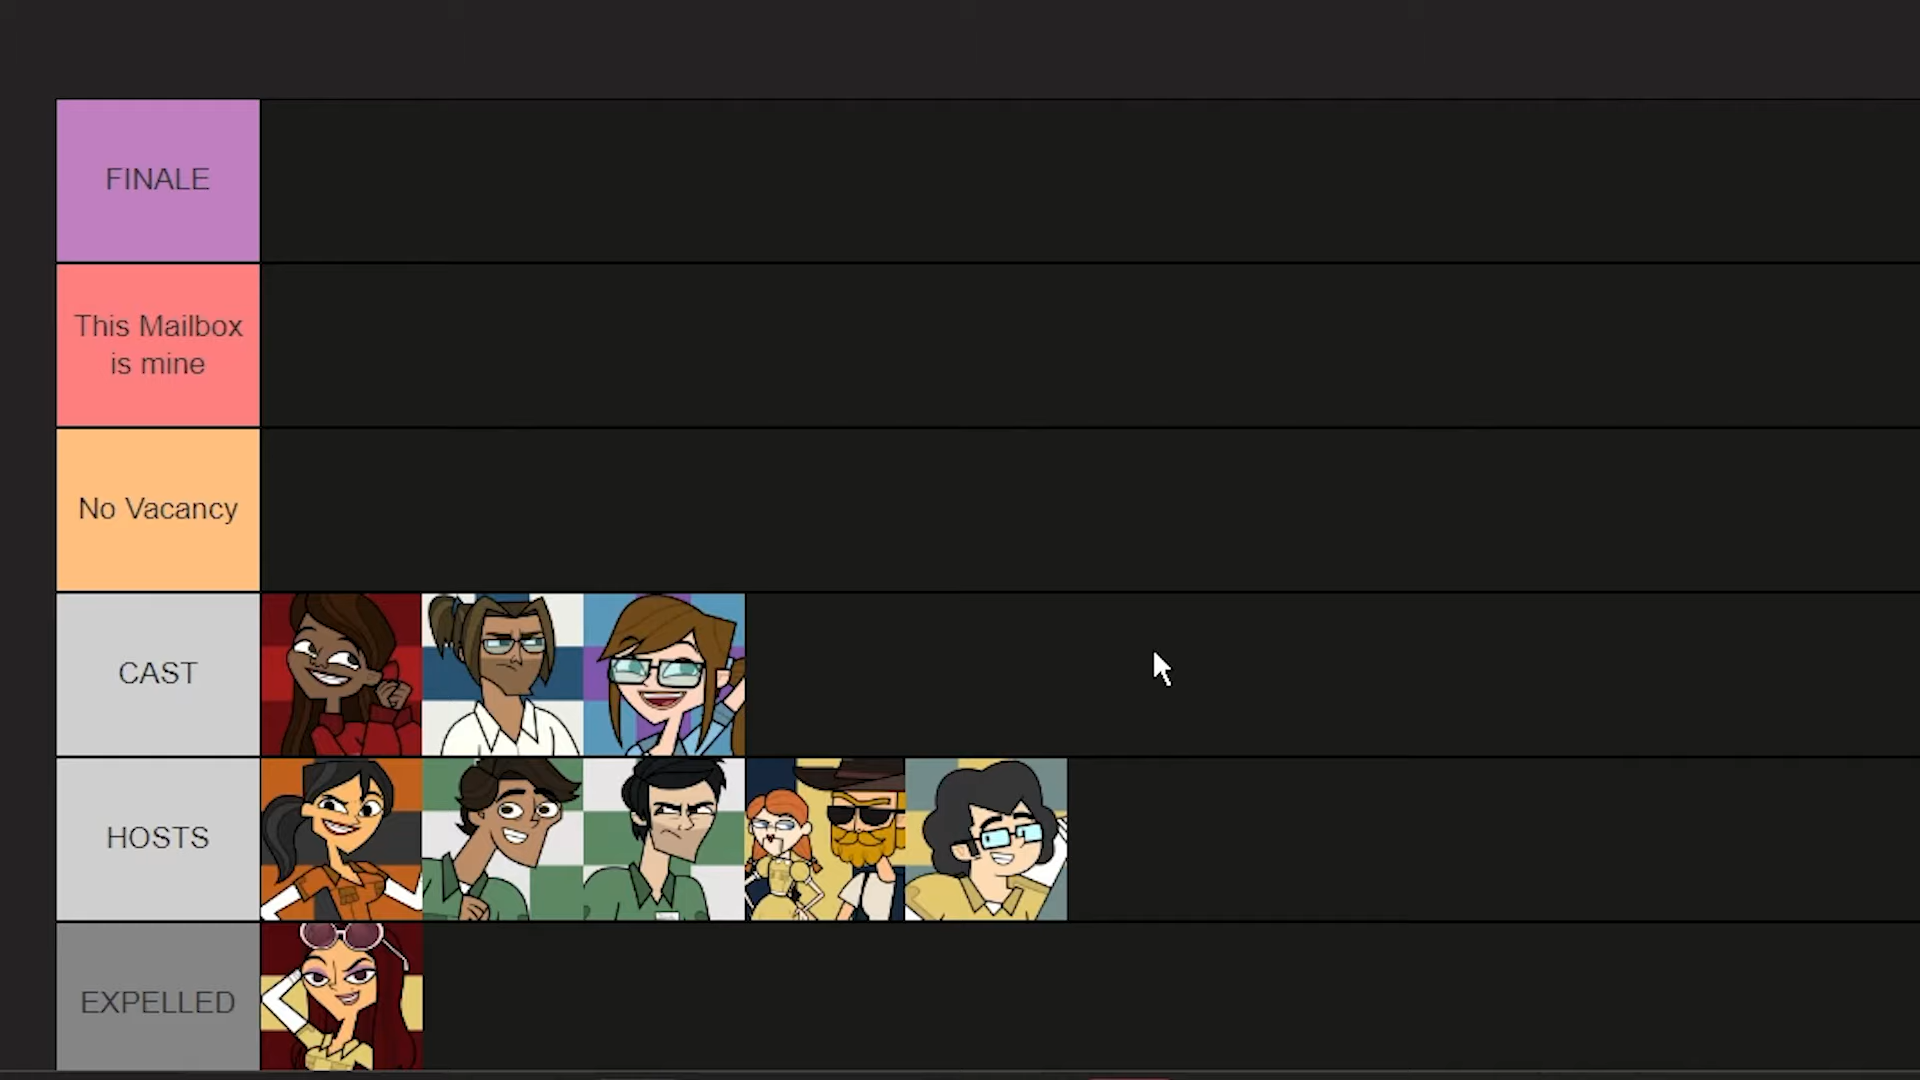 FINALE
This Mailbox
is mine
No Vacancy
CAST
HOSTS
EXPELLED